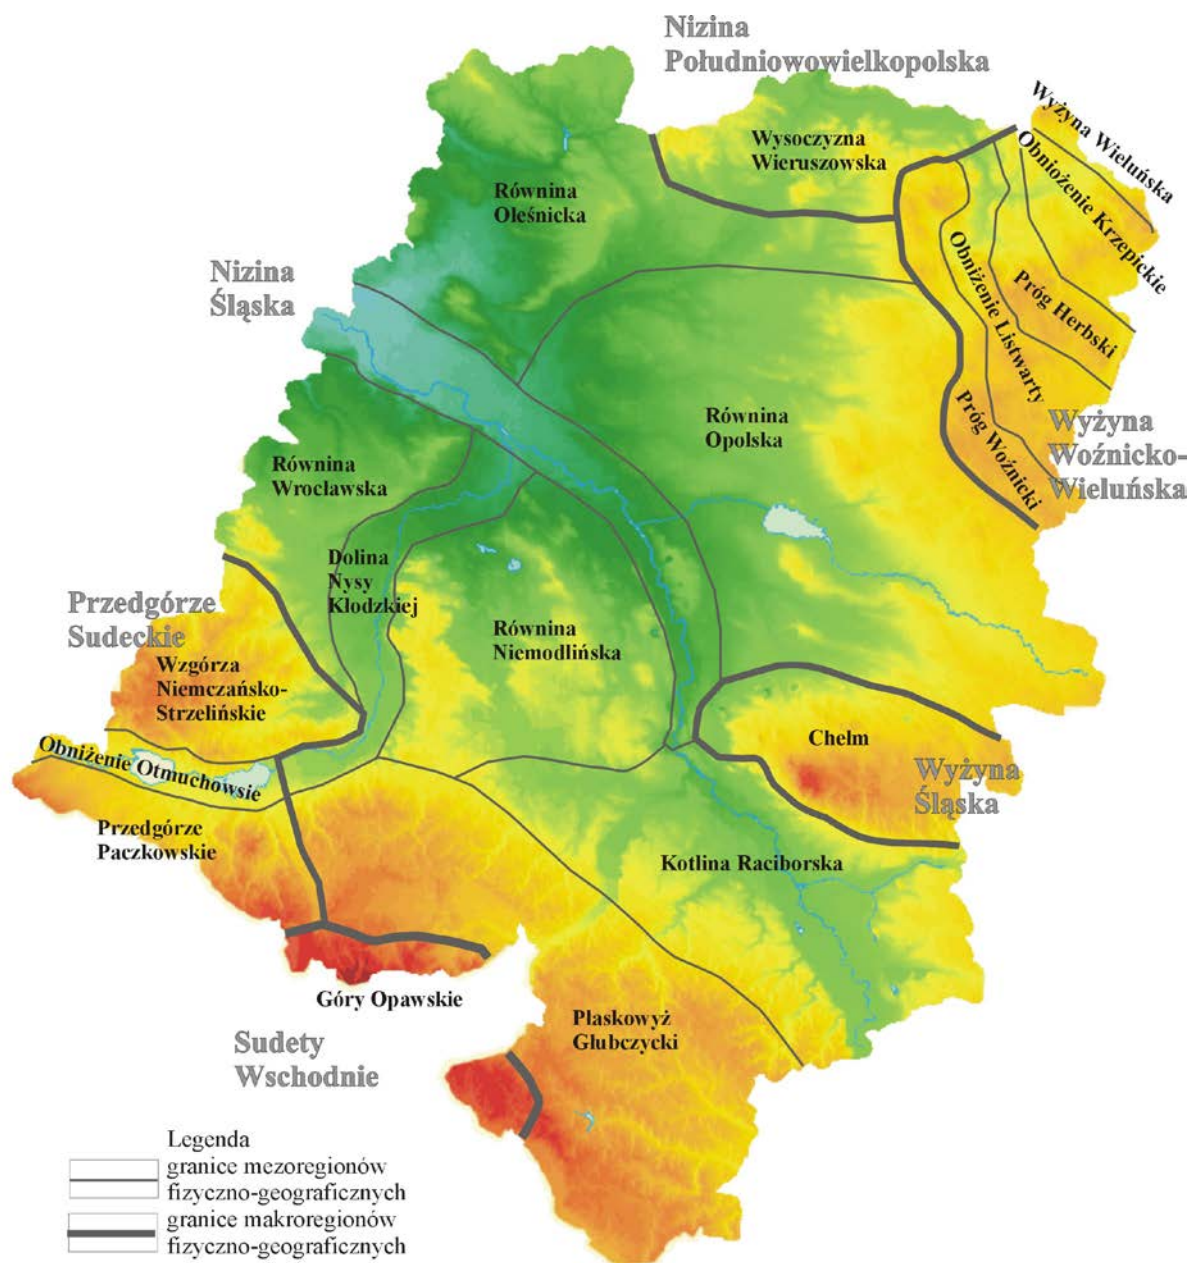 Nizina
Południowowielkopolska
Wyżyna Wieluńska
Obniożenie Krzepickie
Wysoczyzna
Wieruszowska
Równina
Oleśnicka
Nizina
Śląska
Obniżenie Listwarty
Próg Herbski
Próg Woźnicki
Równina
Opolska
Wyżyna
Woźnicko-
Wieluńska
Równina
Wrocławska
Dolina
Nysy
Kłodzkiej
Przedgórze
Sudeckie
Równina
Niemodlińska
Wzgórza
Niemczańsko-
Strzelińskie
Chełm
Wyżyna
Śląska
Obniżenie Otmuchowsie
Przedgórze
Paczkowskie
Kotlina Raciborska
Góry Opawskie
Płaskowyż
Głubczycki
Sudety
Wschodnie
Legenda
granice mezoregionów
fizyczno-geograficznych
granice makroregionów
fizyczno-geograficznych